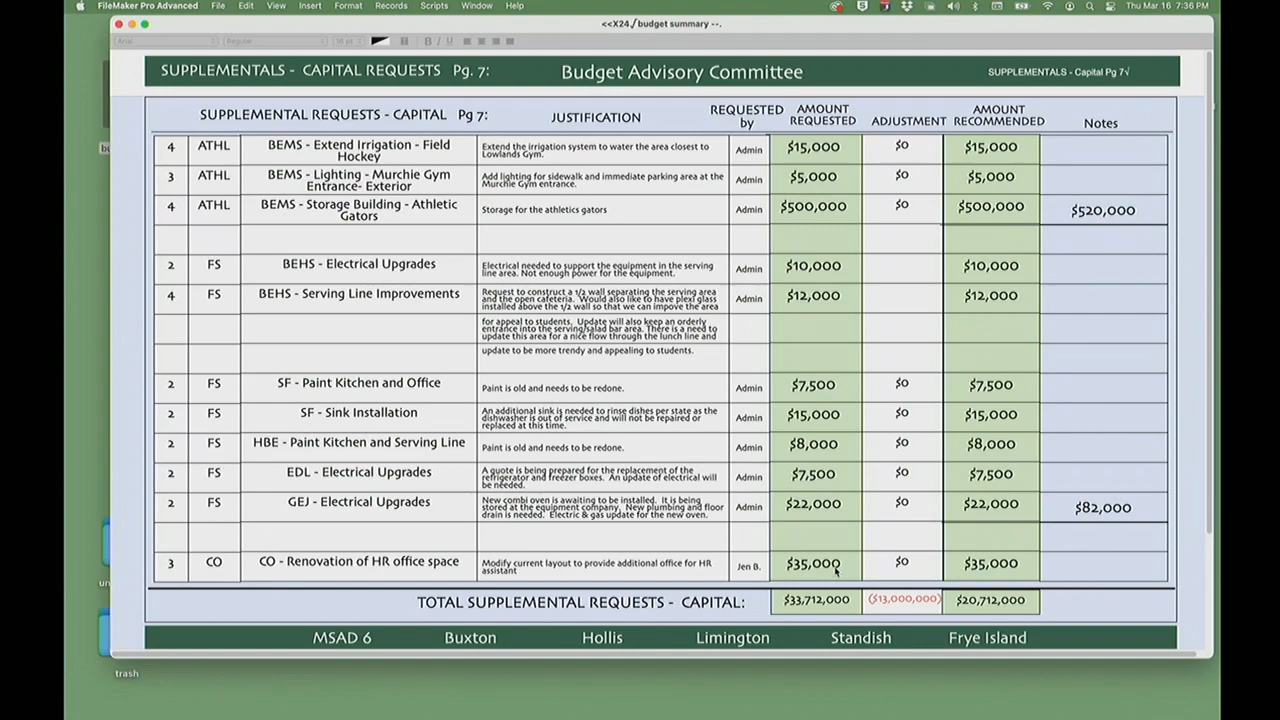 FileMaker Pro Advanced File Edit View Insert Format Records Scripts Window Help Thu Mar 16 7:36 PM
<<X24./budget summary --.
Arial Regular 16 pt B I U
SUPPLEMENTALS - CAPITAL REQUESTS Pg. 7: Budget Advisory Committee SUPPLEMENTALS - Capital Pg 7√
SUPPLEMENTAL REQUESTS - CAPITAL Pg 7: JUSTIFICATION REQUESTED by AMOUNT REQUESTED ADJUSTMENT AMOUNT RECOMMENDED Notes
4 ATHL BEMS - Extend Irrigation - Field Hockey Extend the irrigation system to water the area closest to Lowlands Gym. Admin $15,000 $0 $15,000
3 ATHL BEMS - Lighting - Murchie Gym Entrance- Exterior Add lighting for sidewalk and immediate parking area at the Murchie Gym entrance. Admin $5,000 $0 $5,000
4 ATHL BEMS - Storage Building - Athletic Gators Storage for the athletics gators Admin $500,000 $0 $500,000 $520,000
2 FS BEHS - Electrical Upgrades Electrical needed to support the equipment in the serving line area. Not enough power for the equipment. Admin $10,000 $10,000
4 FS BEHS - Serving Line Improvements Request to construct a 1/2 wall separating the serving area and the open cafeteria. Would also like to have plexi glass installed above the 1/2 wall so that we can impove the area Admin $12,000 $12,000
for appeal to students. Update will also keep an orderly entrance into the serving/salad bar area. There is a need to update this area for a nice flow through the lunch line and
update to be more trendy and appealing to students.
2 FS SF - Paint Kitchen and Office Paint is old and needs to be redone. Admin $7,500 $0 $7,500
2 FS SF - Sink Installation An additional sink is needed to rinse dishes per state as the dishwasher is out of service and will not be repaired or replaced at this time. Admin $15,000 $0 $15,000
2 FS HBE - Paint Kitchen and Serving Line Paint is old and needs to be redone. Admin $8,000 $0 $8,000
2 FS EDL - Electrical Upgrades A quote is being prepared for the replacement of the refrigerator and freezer boxes. An update of electrical will be needed. Admin $7,500 $0 $7,500
2 FS GEJ - Electrical Upgrades New combi oven is awaiting to be installed. It is being stored at the equipment company. New plumbing and floor drain is needed. Electric & gas update for the new oven. Admin $22,000 $0 $22,000 $82,000
3 CO CO - Renovation of HR office space Modify current layout to provide additional office for HR assistant Jen B. $35,000 $0 $35,000
TOTAL SUPPLEMENTAL REQUESTS - CAPITAL: $33,712,000 ($13,000,000) $20,712,000
MSAD 6 Buxton Hollis Limington Standish Frye Island
trash